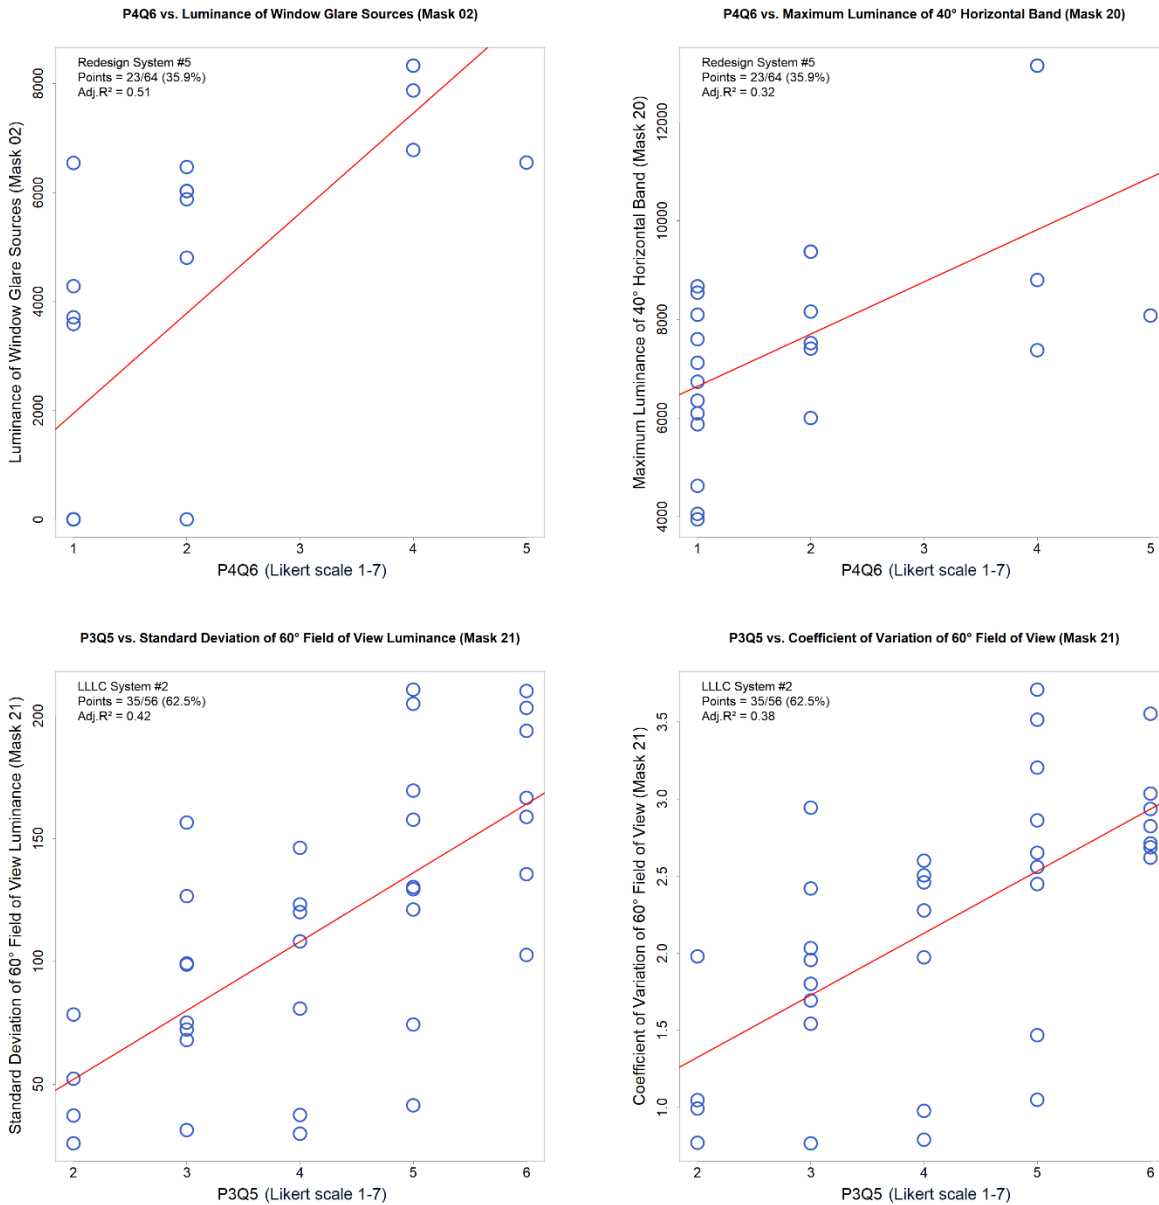 P4Q6 vs. Luminance of Window Glare Sources (Mask 02)
Redesign System #5
Points = 23/64 (35.9%)
Adj.R² = 0.51
Luminance of Window Glare Sources (Mask 02)
8000
6000
4000
2000
0
1 2 3 4 5
P4Q6 (Likert scale 1-7)
P4Q6 vs. Maximum Luminance of 40° Horizontal Band (Mask 20)
Redesign System #5
Points = 23/64 (35.9%)
Adj.R² = 0.32
Maximum Luminance of 40° Horizontal Band (Mask 20)
12000
10000
8000
6000
4000
1 2 3 4 5
P4Q6 (Likert scale 1-7)
P3Q5 vs. Standard Deviation of 60° Field of View Luminance (Mask 21)
LLLC System #2
Points = 35/56 (62.5%)
Adj.R² = 0.42
Standard Deviation of 60° Field of View Luminance (Mask 21)
200
150
100
50
2 3 4 5 6
P3Q5 (Likert scale 1-7)
P3Q5 vs. Coefficient of Variation of 60° Field of View (Mask 21)
LLLC System #2
Points = 35/56 (62.5%)
Adj.R² = 0.38
Coefficient of Variation of 60° Field of View (Mask 21)
3.5
3.0
2.5
2.0
1.5
1.0
2 3 4 5 6
P3Q5 (Likert scale 1-7)